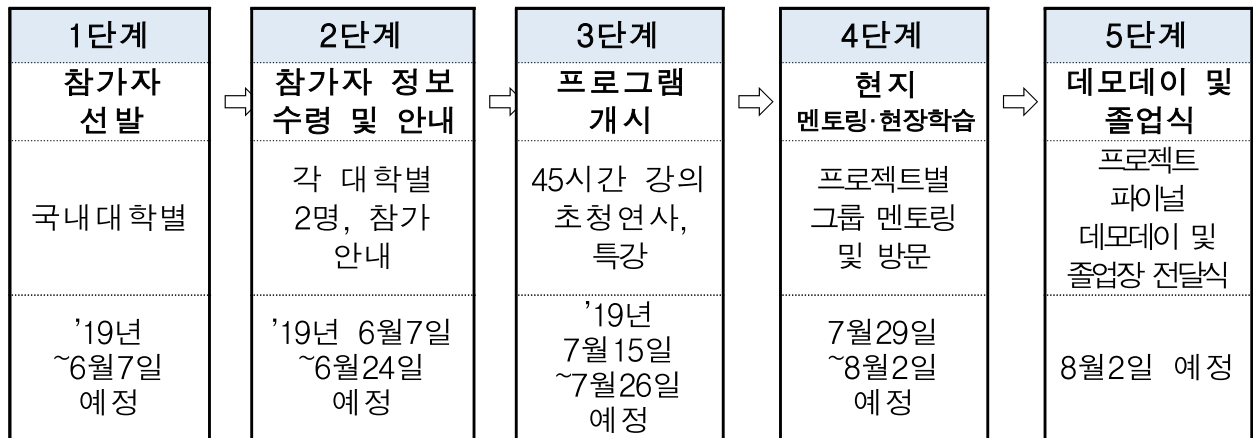 1단계
참가자
선발
국내대학별
’19년
~6월7일
예정
2단계
참가자 정보
수령 및 안내
각 대학별
2명, 참가
안내
’19년 6월7일
~6월24일
예정
3단계
프로그램
개시
45시간 강의
초청연사,
특강
’19년
7월15일
~7월26일
예정
4단계
현지
멘토링·현장학습
프로젝트별
그룹 멘토링
및 방문
7월29일
~8월2일
예정
5단계
데모데이 및
졸업식
프로젝트
파이널
데모데이 및
졸업장 전달식
8월2일 예정